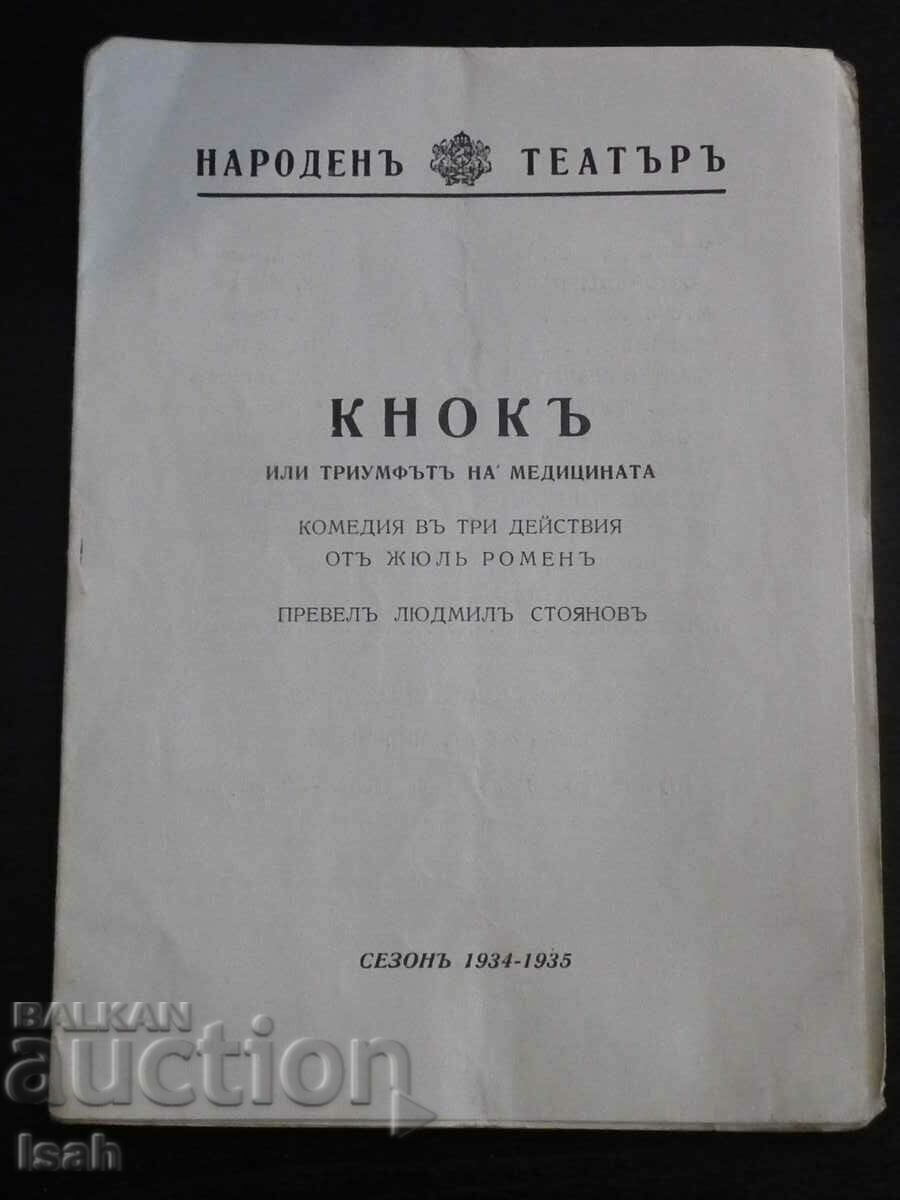 НАРОДЕНЪ ТЕАТЪРЪ
КНОКЪ
ИЛИ ТРИУМФЪТЪ НА МЕДИЦИНАТА
КОМЕДИЯ ВЪ ТРИ ДЕЙСТВИЯ
ОТЪ ЖЮЛЬ РОМЕНЪ
ПРЕВЕЛЪ ЛЮДМИЛЪ СТОЯНОВЪ
СЕЗОНЪ 1934-1935
BALKAN
auction
Isah